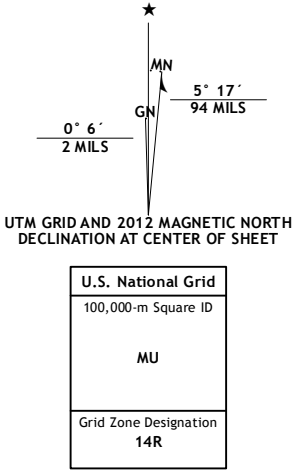 MN
GN
5° 17´
94 MILS
0° 6´
2 MILS
UTM GRID AND 2012 MAGNETIC NORTH
DECLINATION AT CENTER OF SHEET
U.S. National Grid
100,000-m Square ID
MU
Grid Zone Designation
14R